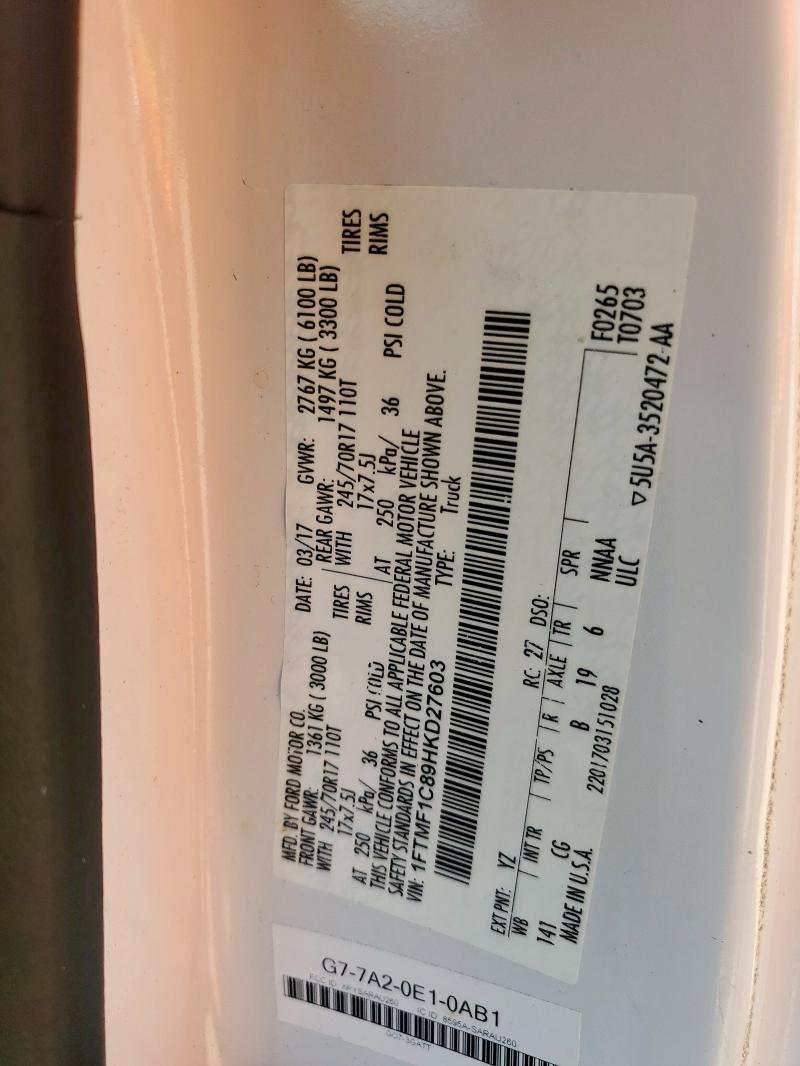 MFD. BY FORD MOTOR CO.
DATE: 03/17 GVWR: 2767 KG ( 6100 LB)
FRONT GAWR: 1361 KG ( 3000 LB) REAR GAWR: 1497 KG ( 3300 LB)
WITH 245/70R17 110T TIRES WITH 245/70R17 110T TIRES
17x7.5J RIMS 17x7.5J RIMS
AT 250 kPa/ 36 PSI COLD AT 250 kPa/ 36 PSI COLD
THIS VEHICLE CONFORMS TO ALL APPLICABLE FEDERAL MOTOR VEHICLE
SAFETY STANDARDS IN EFFECT ON THE DATE OF MANUFACTURE SHOWN ABOVE.
VIN: 1FTMF1C89HKD27603 TYPE: Truck
EXT PNT: YZ RC: 27 DSO: F0265
WB INT TR TP/PS R AXLE TR SPR T0703
141 CG B 19 6 NNAA
MADE IN U.S.A. 2201703151028 ULC ▽5U5A-3520472-AA
G7-7A2-0E1-0AB1
IC ID: 8595A-SARAU260